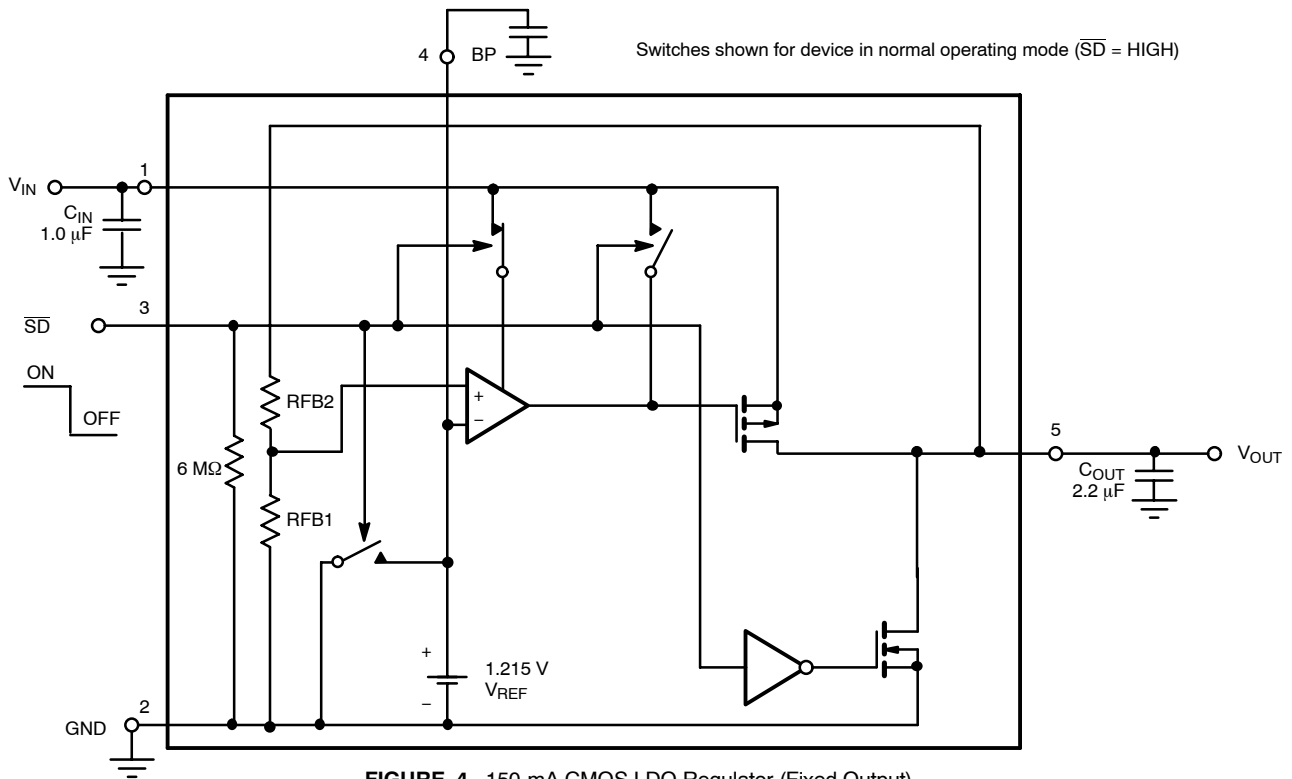 4
BP
Switches shown for device in normal operating mode (S̅D̅ = HIGH)
1
VIN
CIN
1.0 μF
3
S̅D̅
ON
OFF
RFB2
+
−
6 MΩ
RFB1
5
VOUT
COUT
2.2 μF
+
1.215 V
VREF
−
2
GND
FIGURE 4. 150-mA CMOS LDO Regulator (Fixed Output)